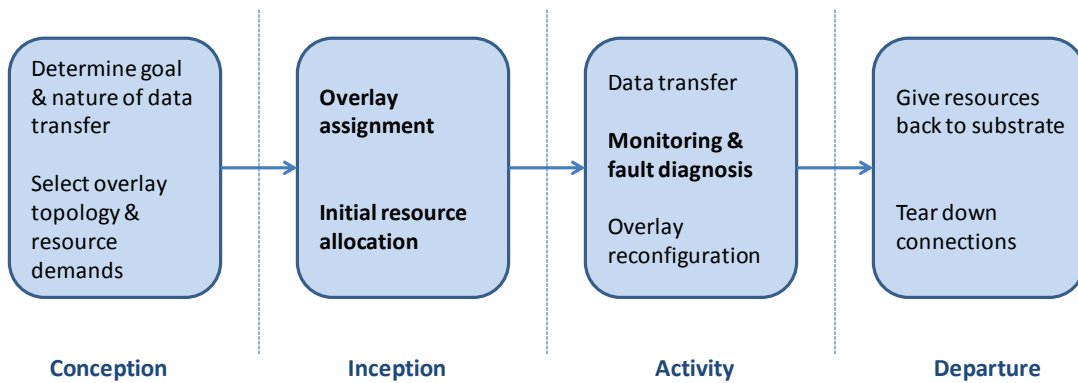 Determine goal
& nature of data
transfer
Select overlay
topology &
resource
demands
Overlay
assignment
Initial resource
allocation
Data transfer
Monitoring &
fault diagnosis
Overlay
reconfiguration
Give resources
back to substrate
Tear down
connections
Conception
Inception
Activity
Departure